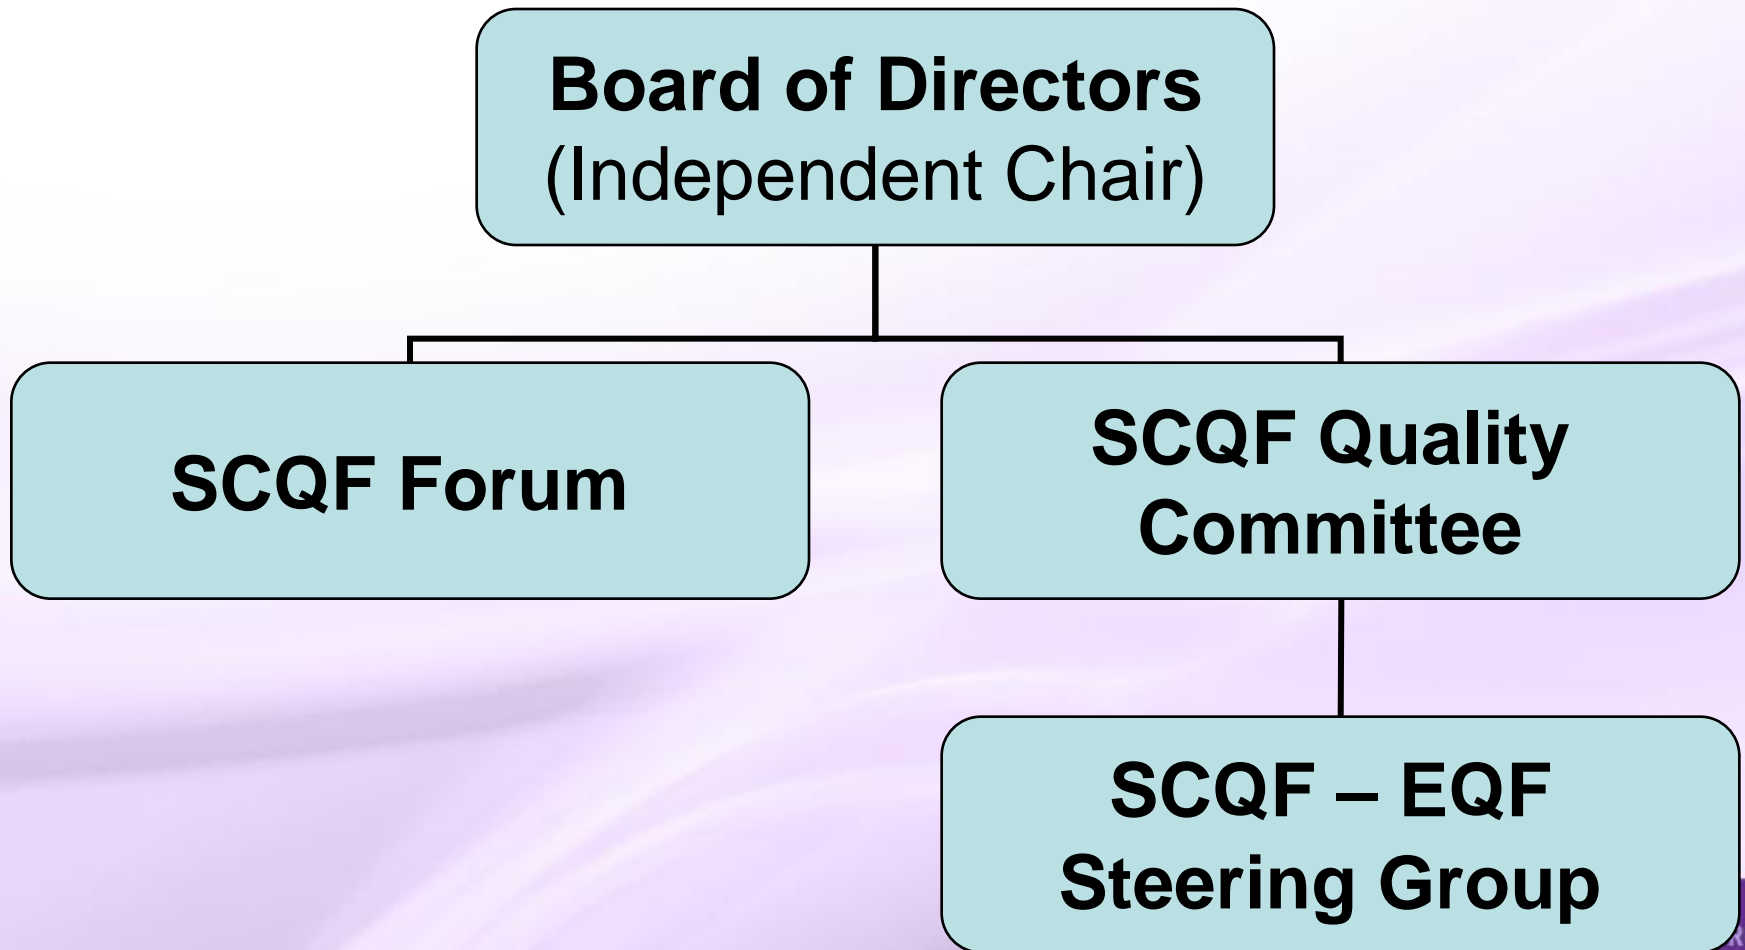 Board of Directors
(Independent Chair)
SCQF Forum
SCQF Quality
Committee
SCQF – EQF
Steering Group